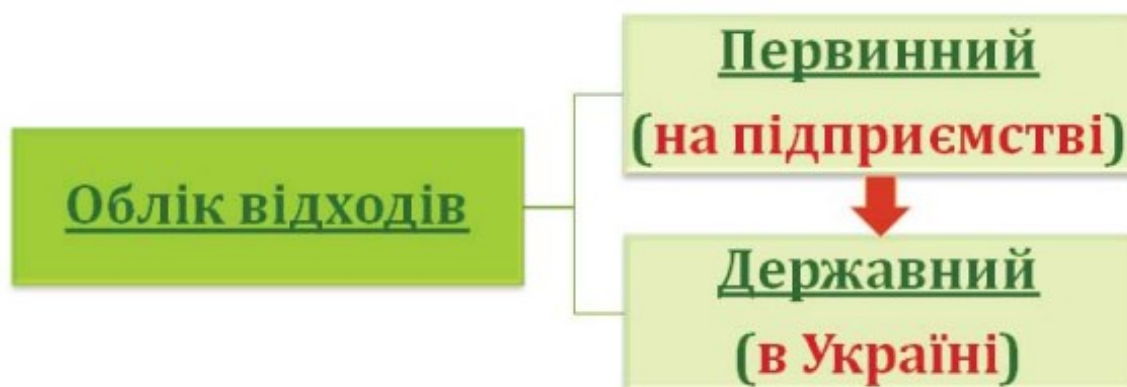 Облік відходів
Первинний
(на підприємстві)
Державний
(в Україні)